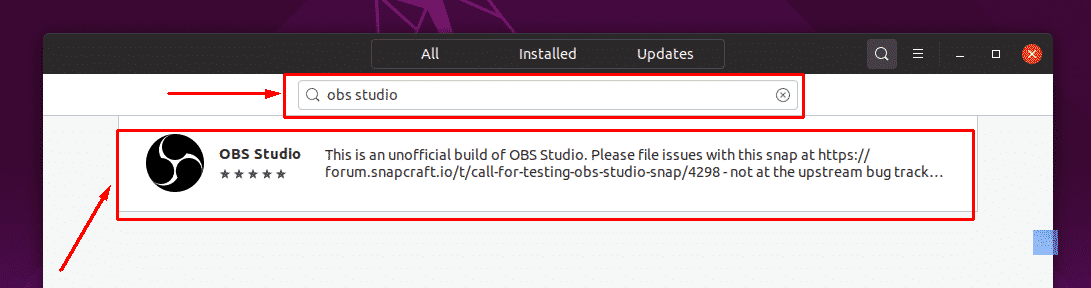 All Installed Updates
obs studio
OBS Studio
This is an unofficial build of OBS Studio. Please file issues with this snap at https://
forum.snapcraft.io/t/call-for-testing-obs-studio-snap/4298 - not at the upstream bug track…